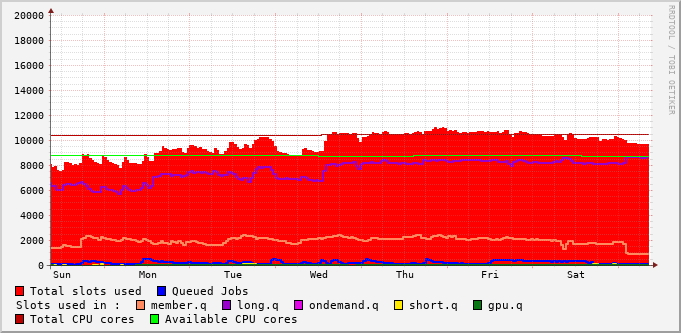 20000
18000
16000
14000
12000
10000
8000
6000
4000
2000
0
Sun Mon Tue Wed Thu Fri Sat
Total slots used Queued Jobs
Slots used in : member.q long.q ondemand.q short.q gpu.q
Total CPU cores Available CPU cores
RRDTOOL / TOBI OETIKER